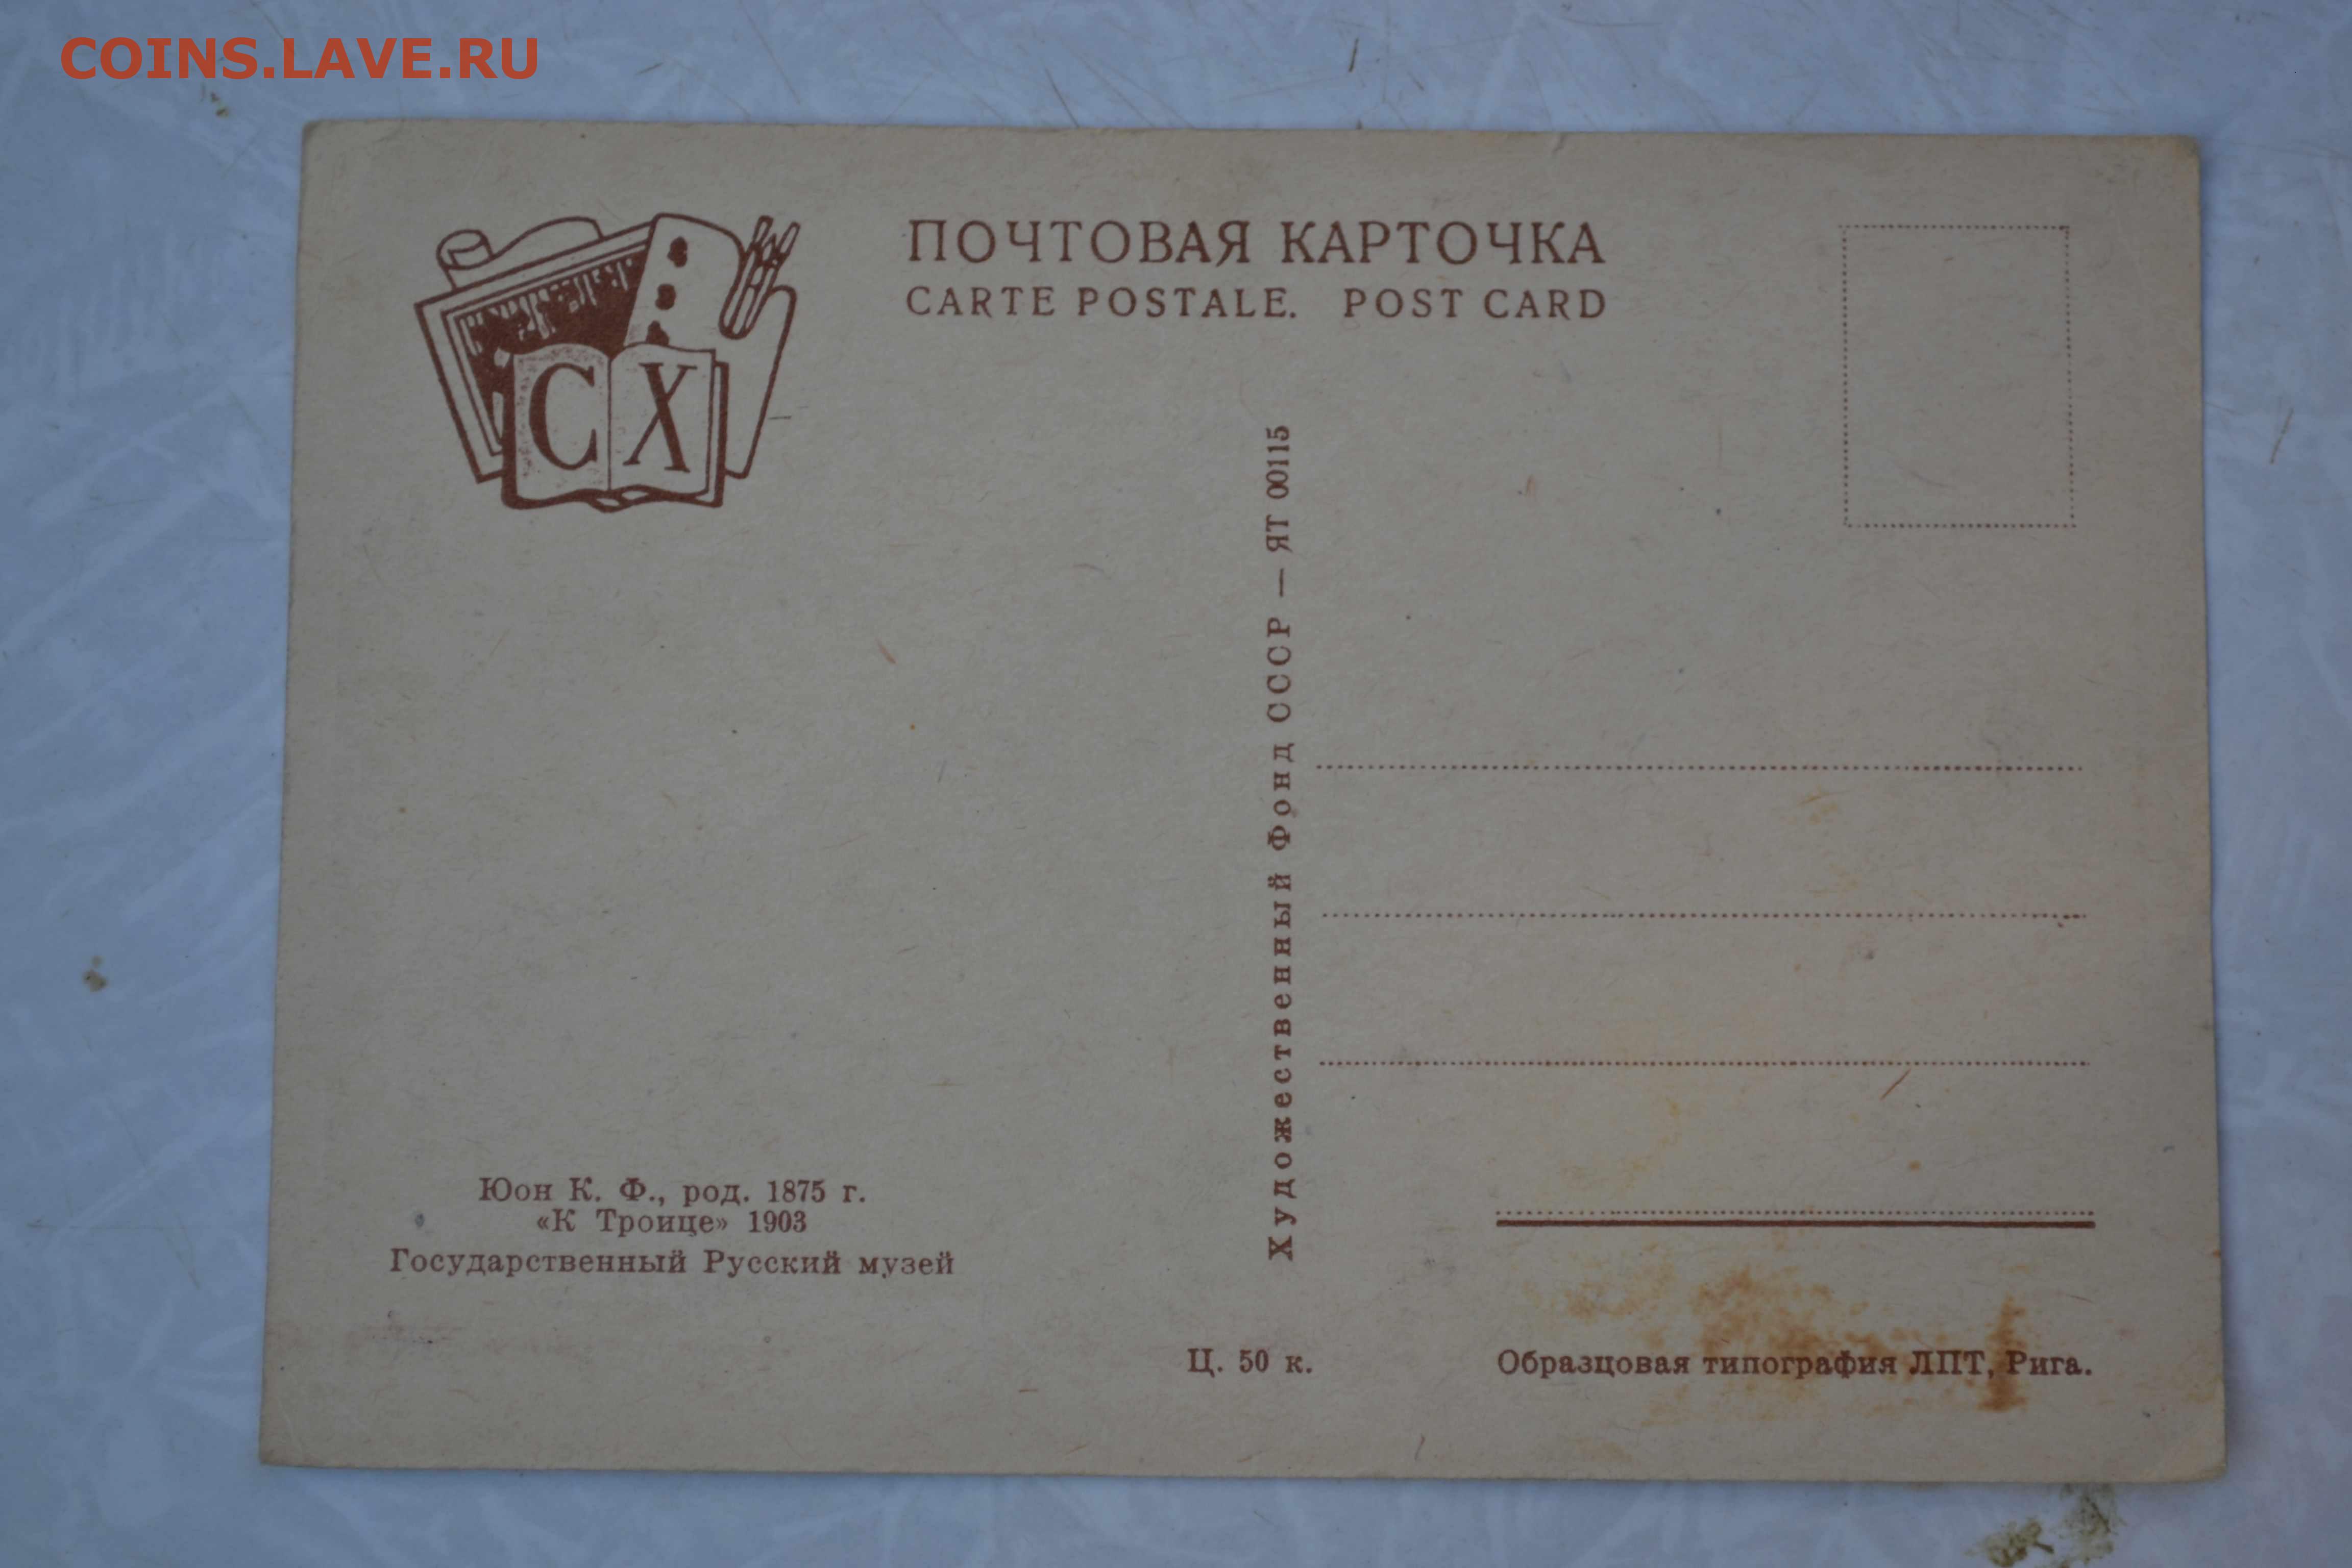 COINS.LAVE.RU
ПОЧТОВАЯ КАРТОЧКА
CARTE POSTALE. POST CARD
С Х
Художественный Фонд СССР — ЯТ 00115
Юон К. Ф., род. 1875 г.
«К Троице» 1903
Государственный Русский музей
Ц. 50 к.
Образцовая типография ЛПТ, Рига.